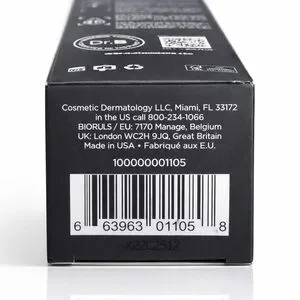 Dr.B
Cosmetic Dermatology LLC, Miami, FL 33172
in the US call 800-234-1066
BIORULS / EU: 7170 Manage, Belgium
UK: London WC2H 9JQ, Great Britain
Made in USA • Fabriqué aux E.U.
100000001105
6 63963 01105 8